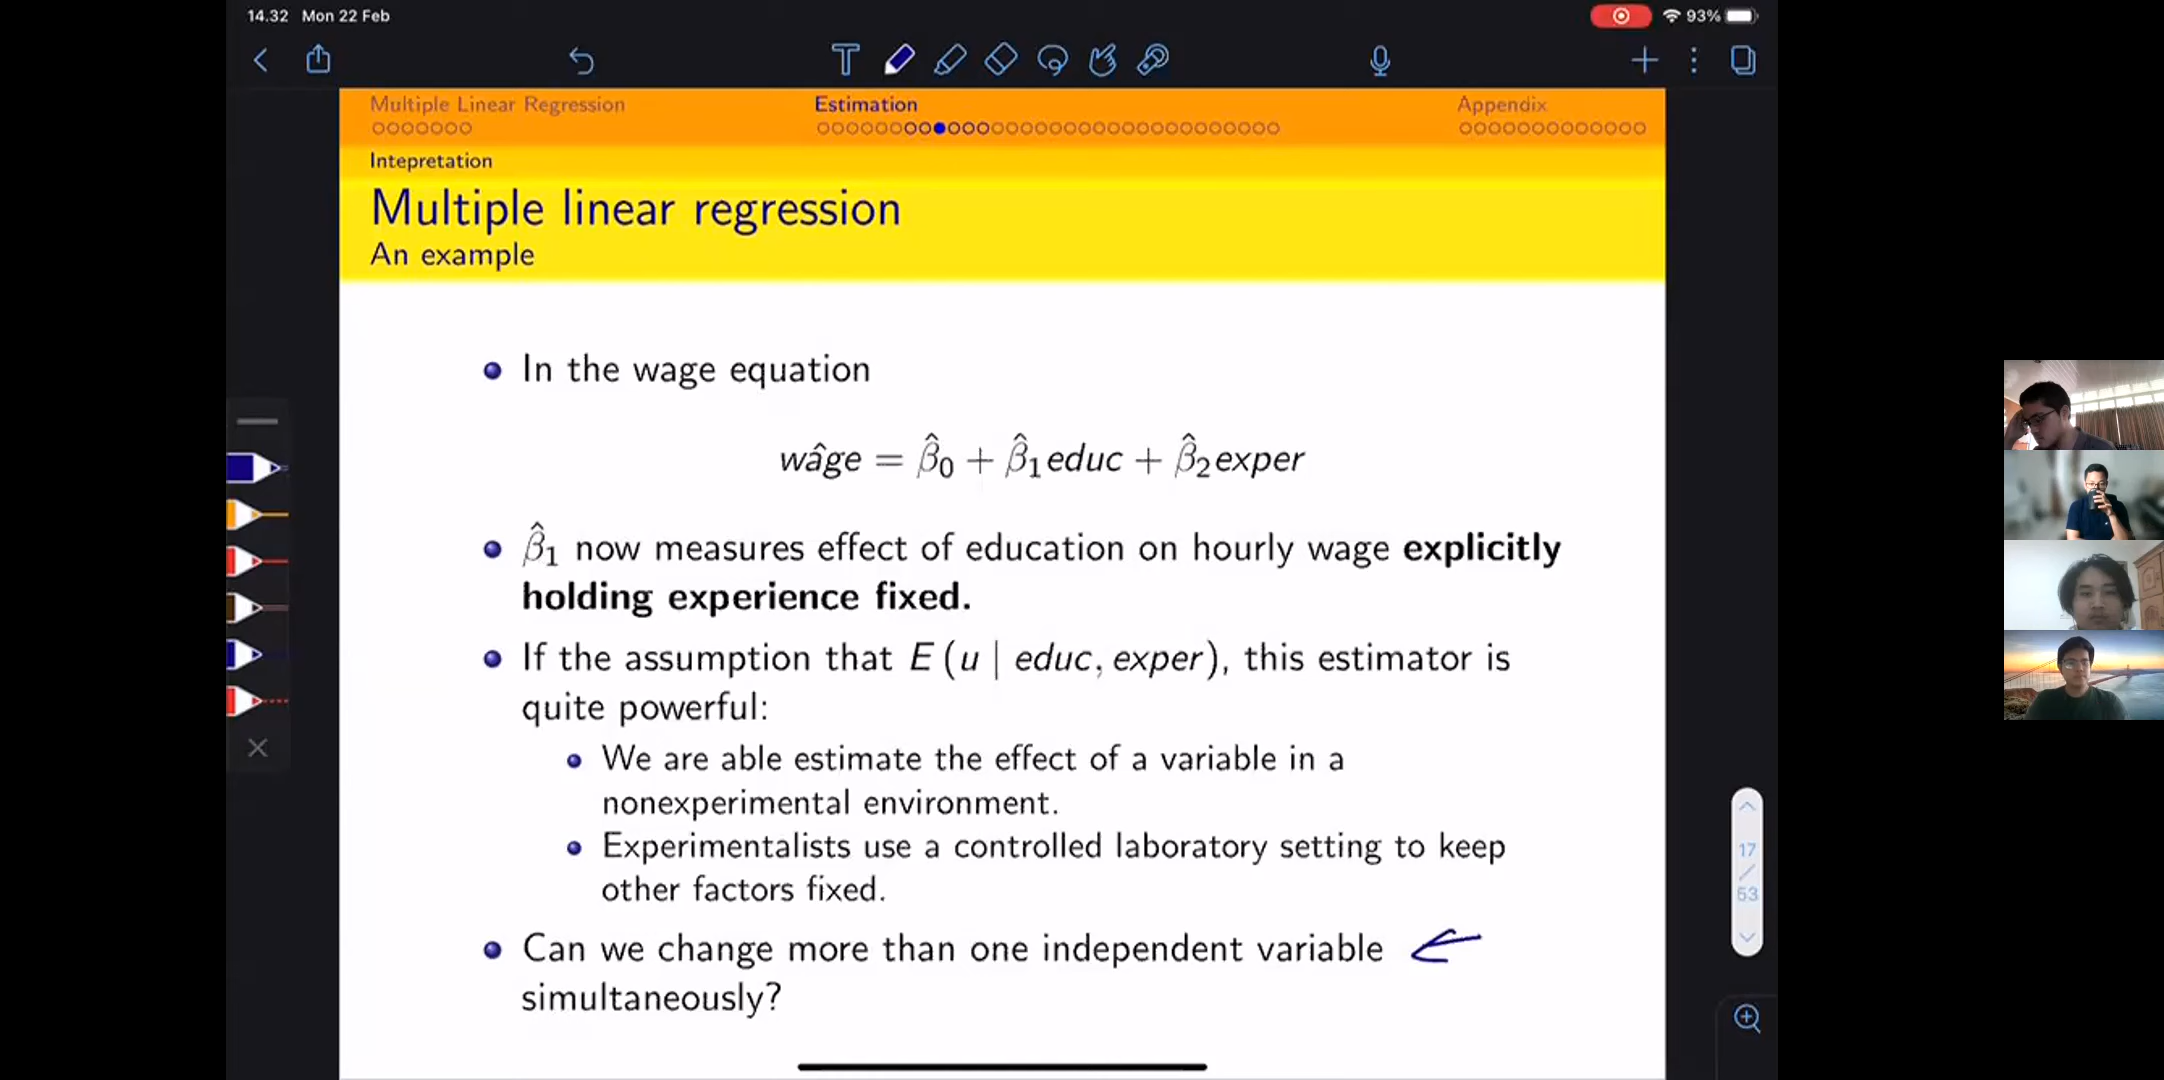 14.32 Mon 22 Feb
93%
Multiple Linear Regression
Estimation
Appendix
Intepretation
Multiple linear regression
An example
In the wage equation
wâge = β̂₀ + β̂₁educ + β̂₂exper
β̂₁ now measures effect of education on hourly wage explicitly
holding experience fixed.
If the assumption that E (u | educ, exper), this estimator is
quite powerful:
We are able estimate the effect of a variable in a
nonexperimental environment.
Experimentalists use a controlled laboratory setting to keep
other factors fixed.
Can we change more than one independent variable
simultaneously?
17
/
53